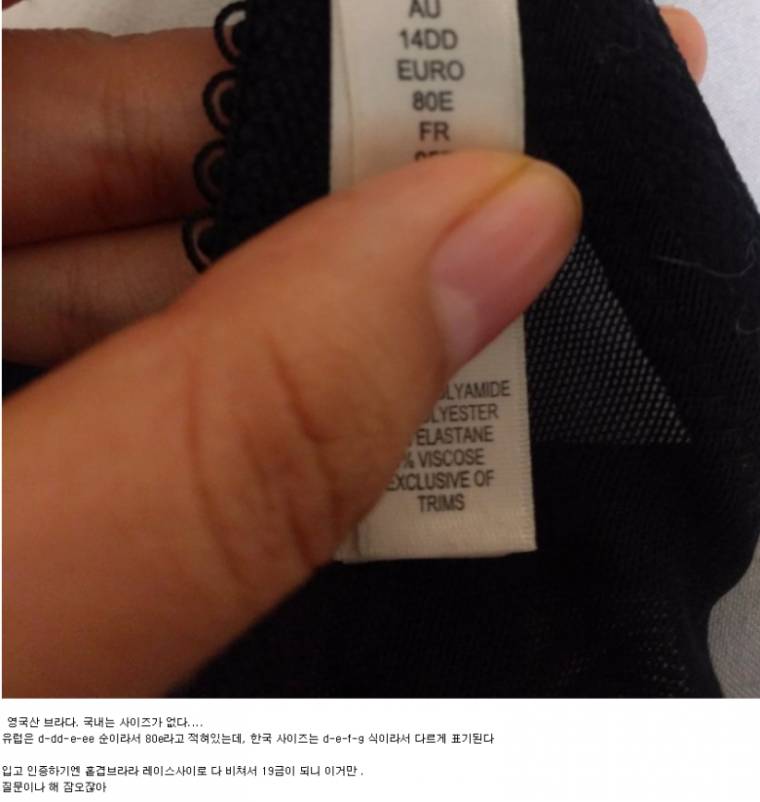 AU
14DD
EURO
80E
FR
ELASTANE
% VISCOSE
EXCLUSIVE OF
TRIMS
영국산 브라다. 국내는 사이즈가 없다....
유럽은 d-dd-e-ee 순이라서 80e라고 적혀있는데, 한국 사이즈는 d-e-f-g 식이라서 다르게 표기된다
입고 인증하기엔 홑겹브라라 레이스사이로 다 비쳐서 19금이 되니 이거만 .
질문이나 해 잠오잖아